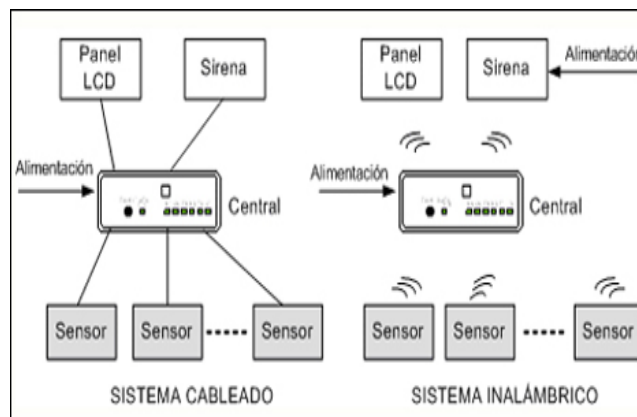 Panel
LCD
Sirena
Alimentación
Central
Sensor
Sensor
Sensor
SISTEMA CABLEADO
Panel
LCD
Sirena
Alimentación
Alimentación
Central
Sensor
Sensor
Sensor
SISTEMA INALÁMBRICO